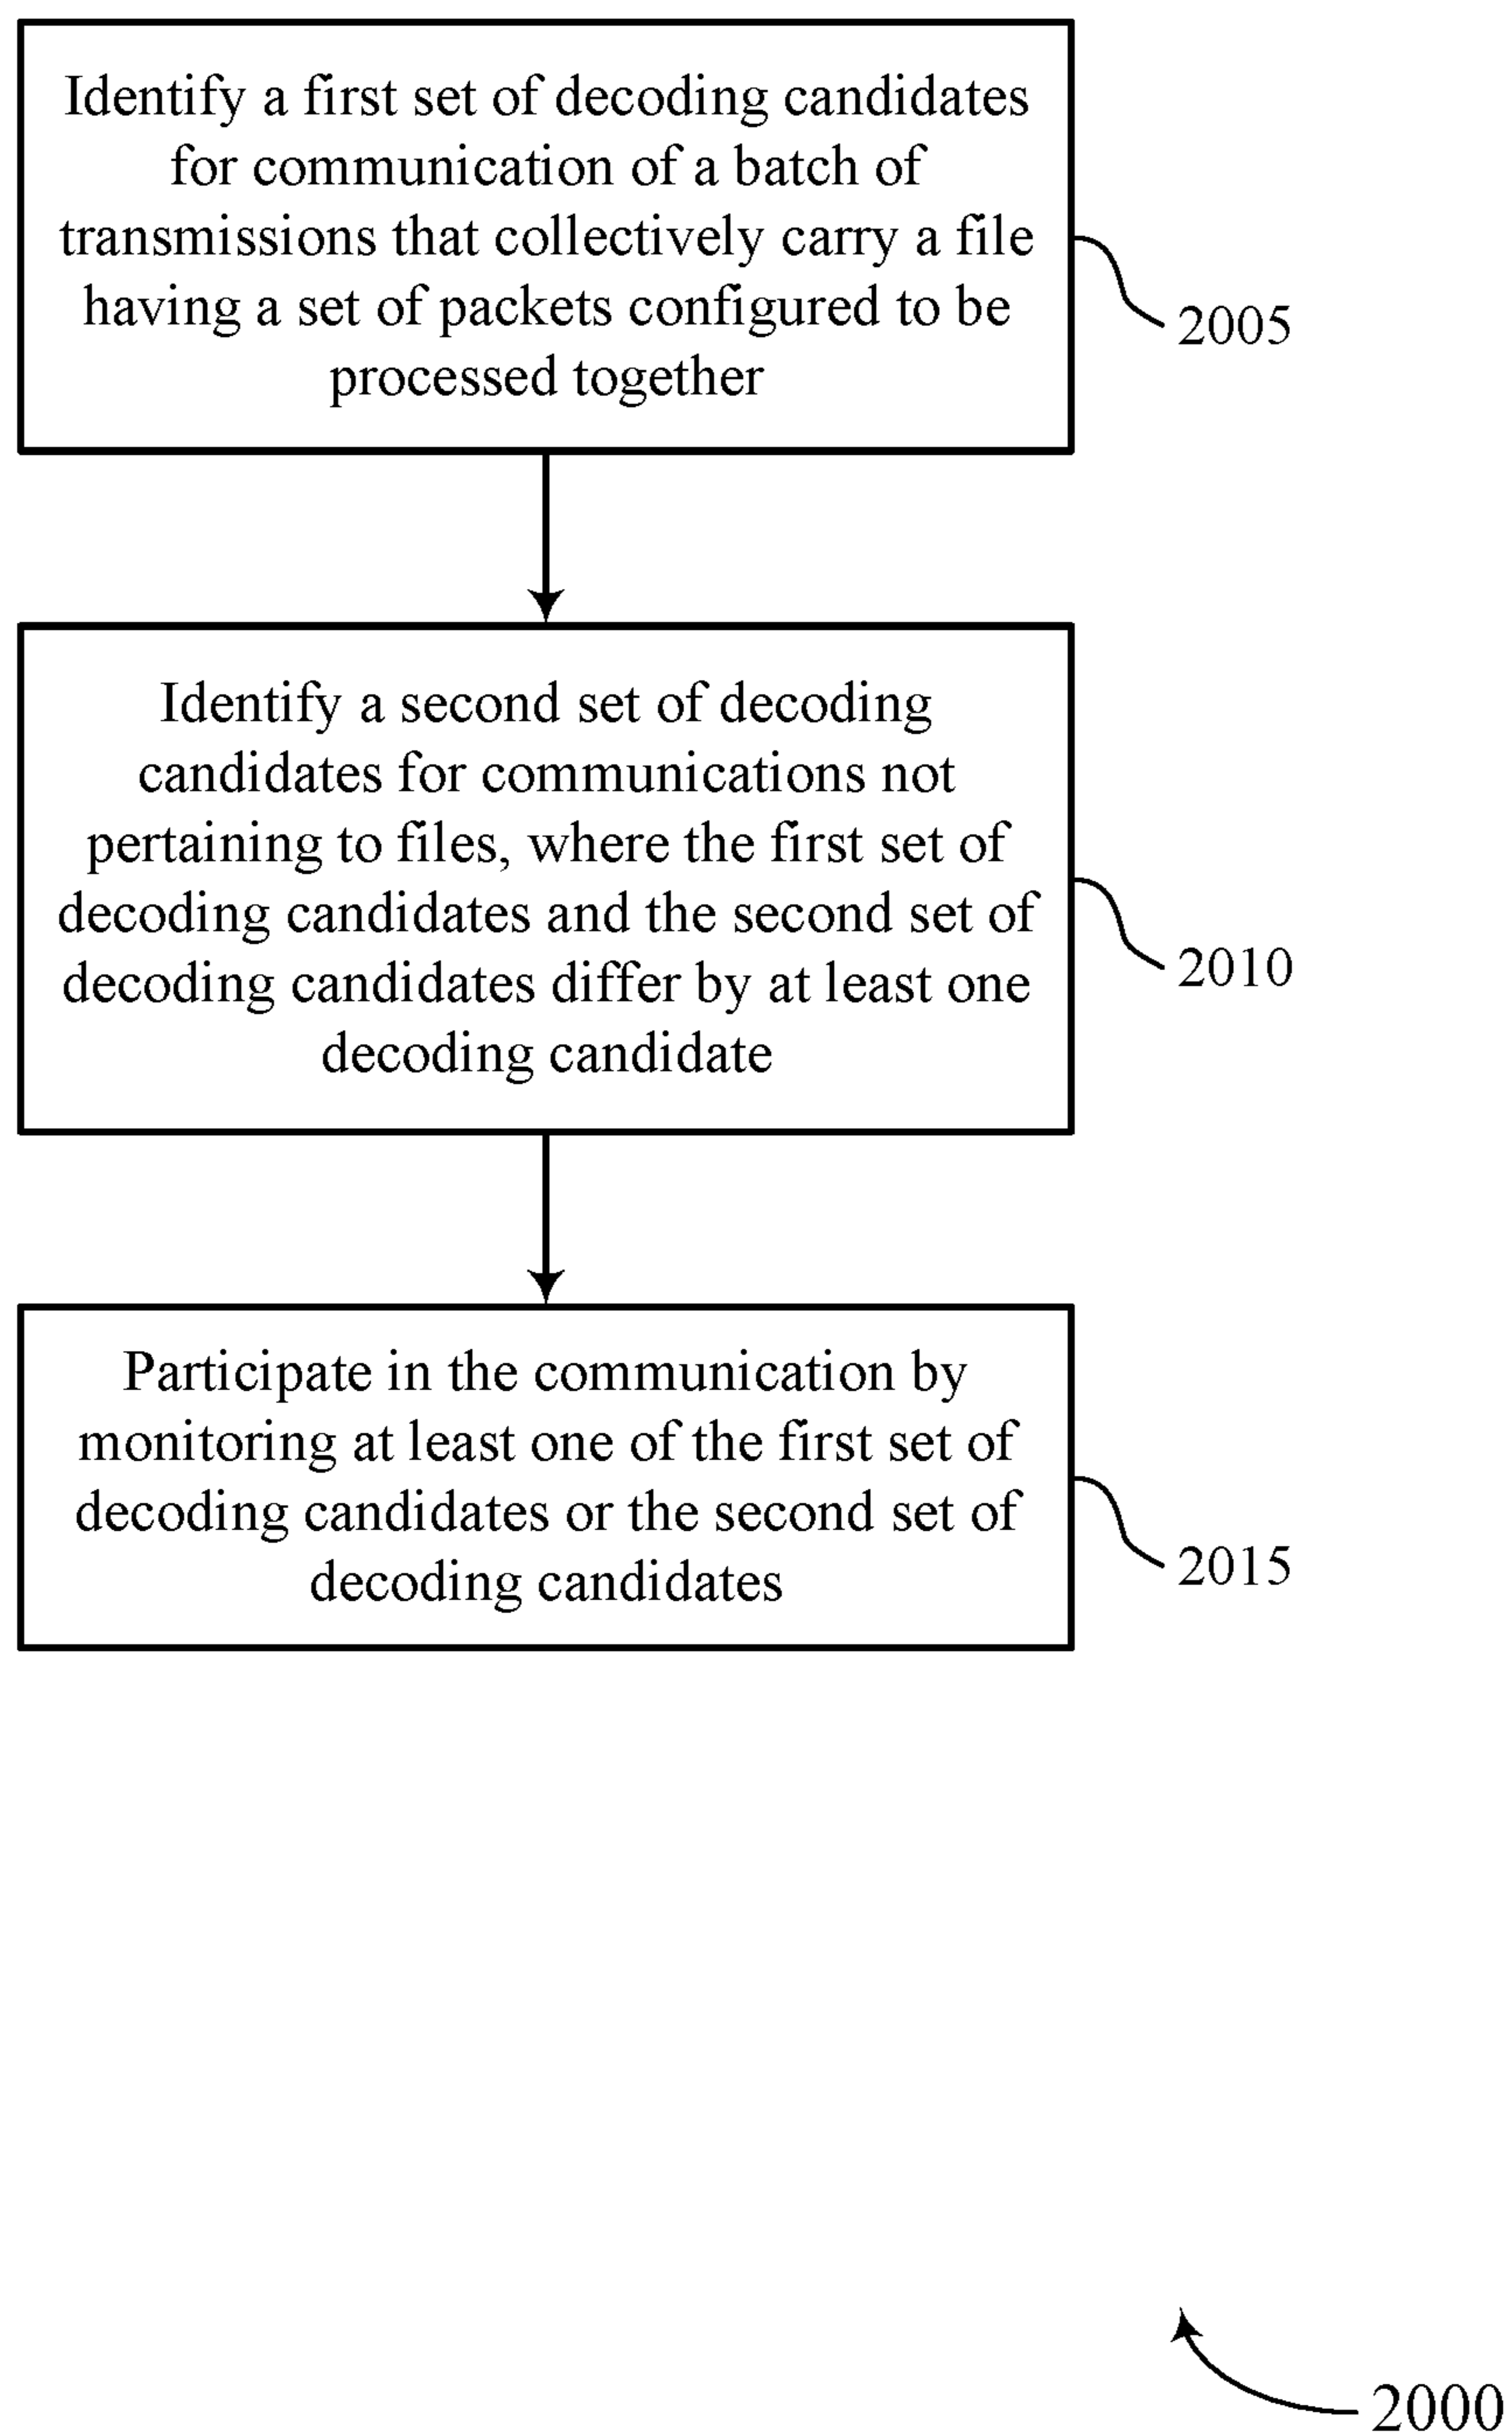 Identify a first set of decoding candidates
for communication of a batch of
transmissions that collectively carry a file
having a set of packets configured to be
processed together
2005
Identify a second set of decoding
candidates for communications not
pertaining to files, where the first set of
decoding candidates and the second set of
decoding candidates differ by at least one
decoding candidate
2010
Participate in the communication by
monitoring at least one of the first set of
decoding candidates or the second set of
decoding candidates
2015
2000